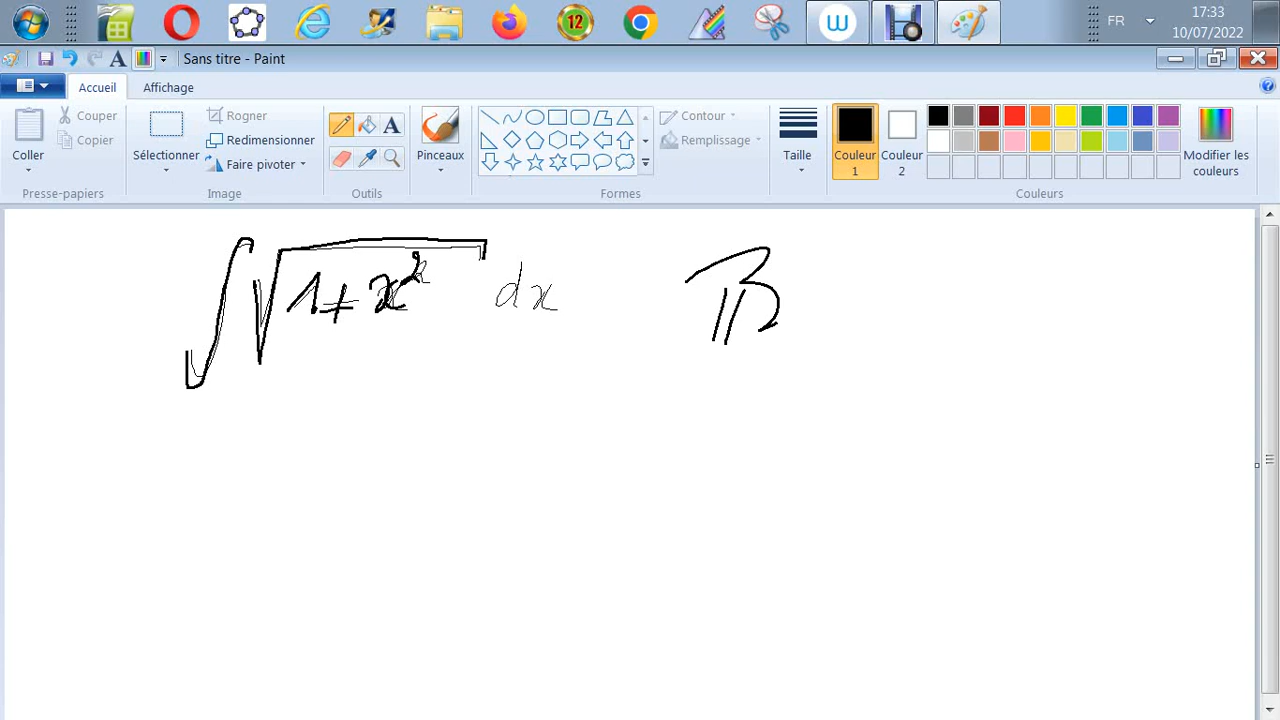 12
W
FR
17:33
10/07/2022
Sans titre - Paint
Accueil
Affichage
Coller
Couper
Copier
Presse-papiers
Sélectionner
Rogner
Redimensionner
Faire pivoter
Image
A
Outils
Pinceaux
Contour
Remplissage
Formes
Taille
Couleur 1
Couleur 2
Modifier les couleurs
Couleurs
∫√(1+x²) dx